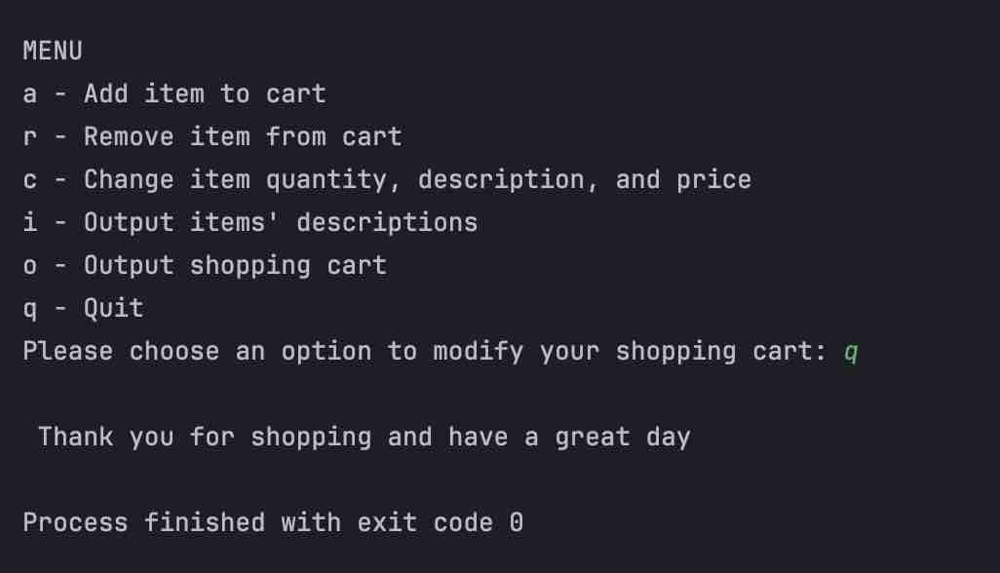 MENU
a - Add item to cart
r - Remove item from cart
c - Change item quantity, description, and price
i - Output items' descriptions
o - Output shopping cart
q - Quit
Please choose an option to modify your shopping cart: q
Thank you for shopping and have a great day
Process finished with exit code 0